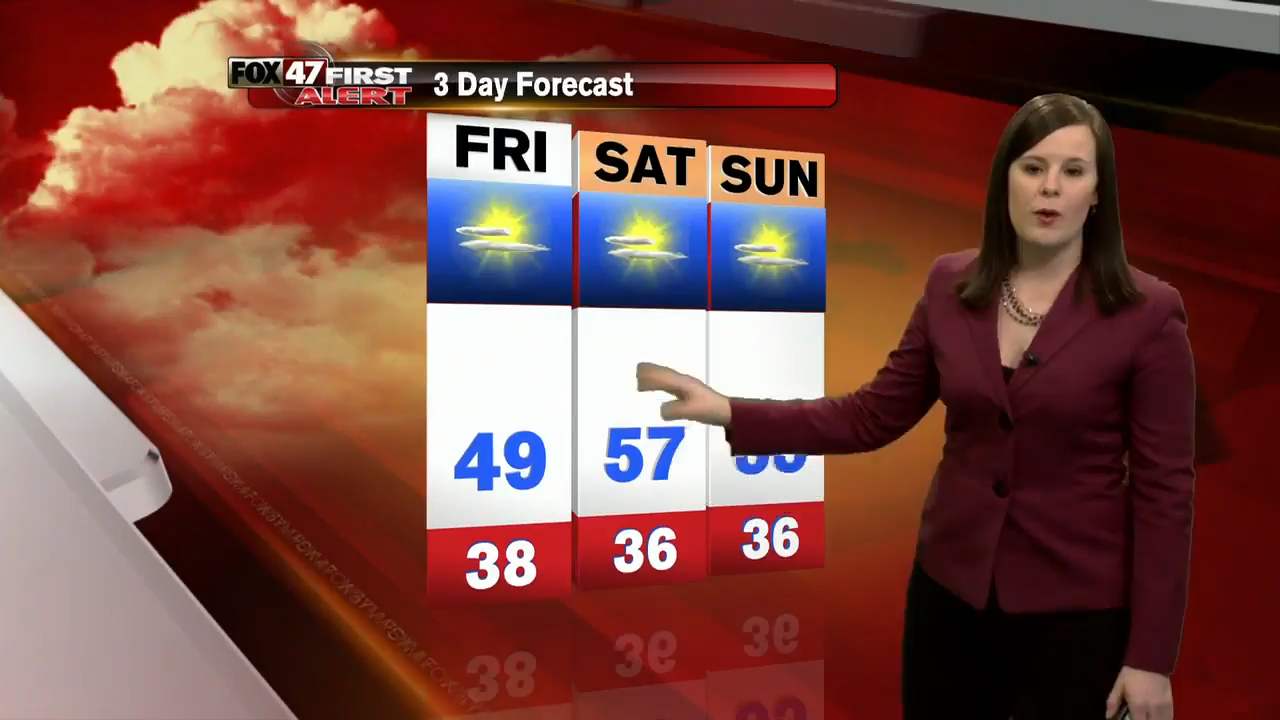 FOX 47 FIRST
ALERT
3 Day Forecast
FRI SAT SUN
49 57
38 36 36